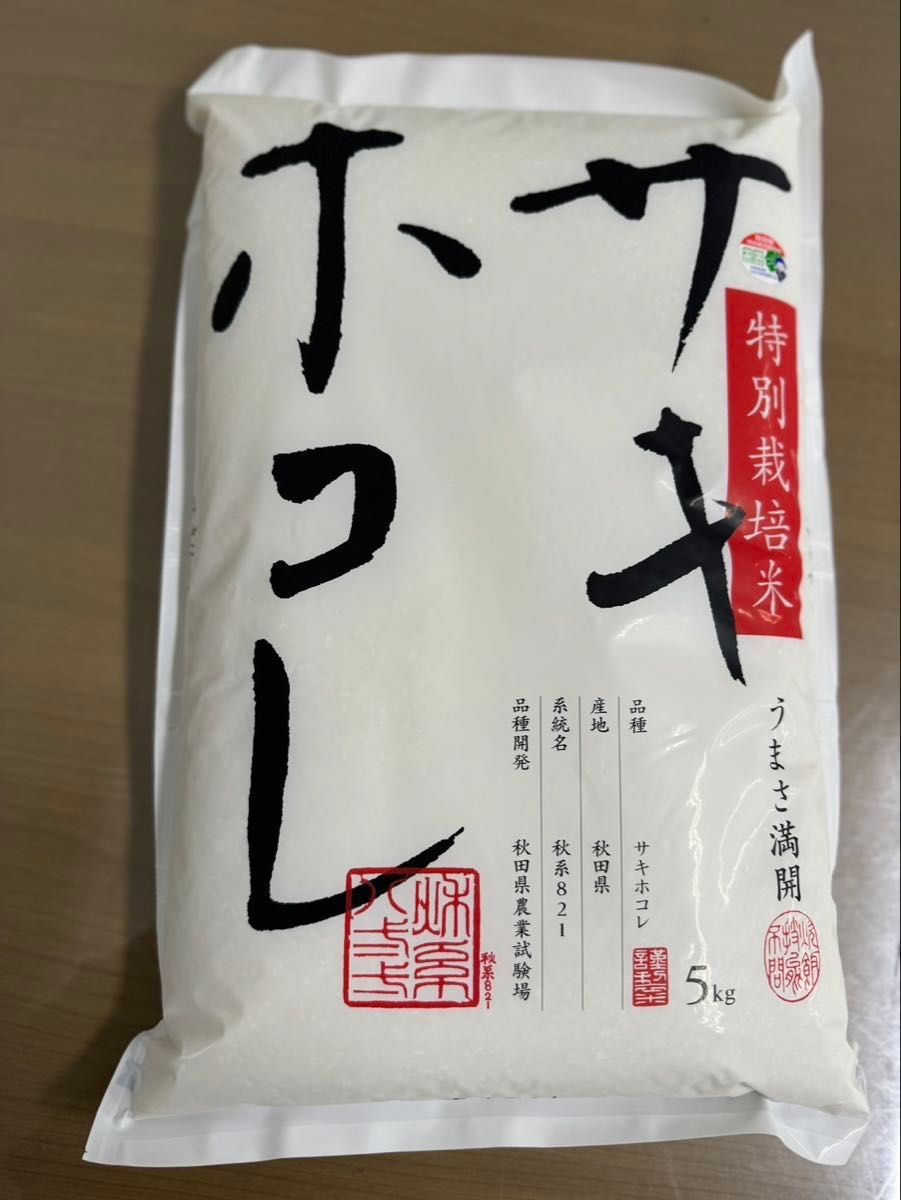 サキ
ホコレ
特別栽培米
うまさ満開
5kg
品種 サキホコレ
産地 秋田県
系統名 秋系821
品種開発 秋田県農業試験場
秋系821